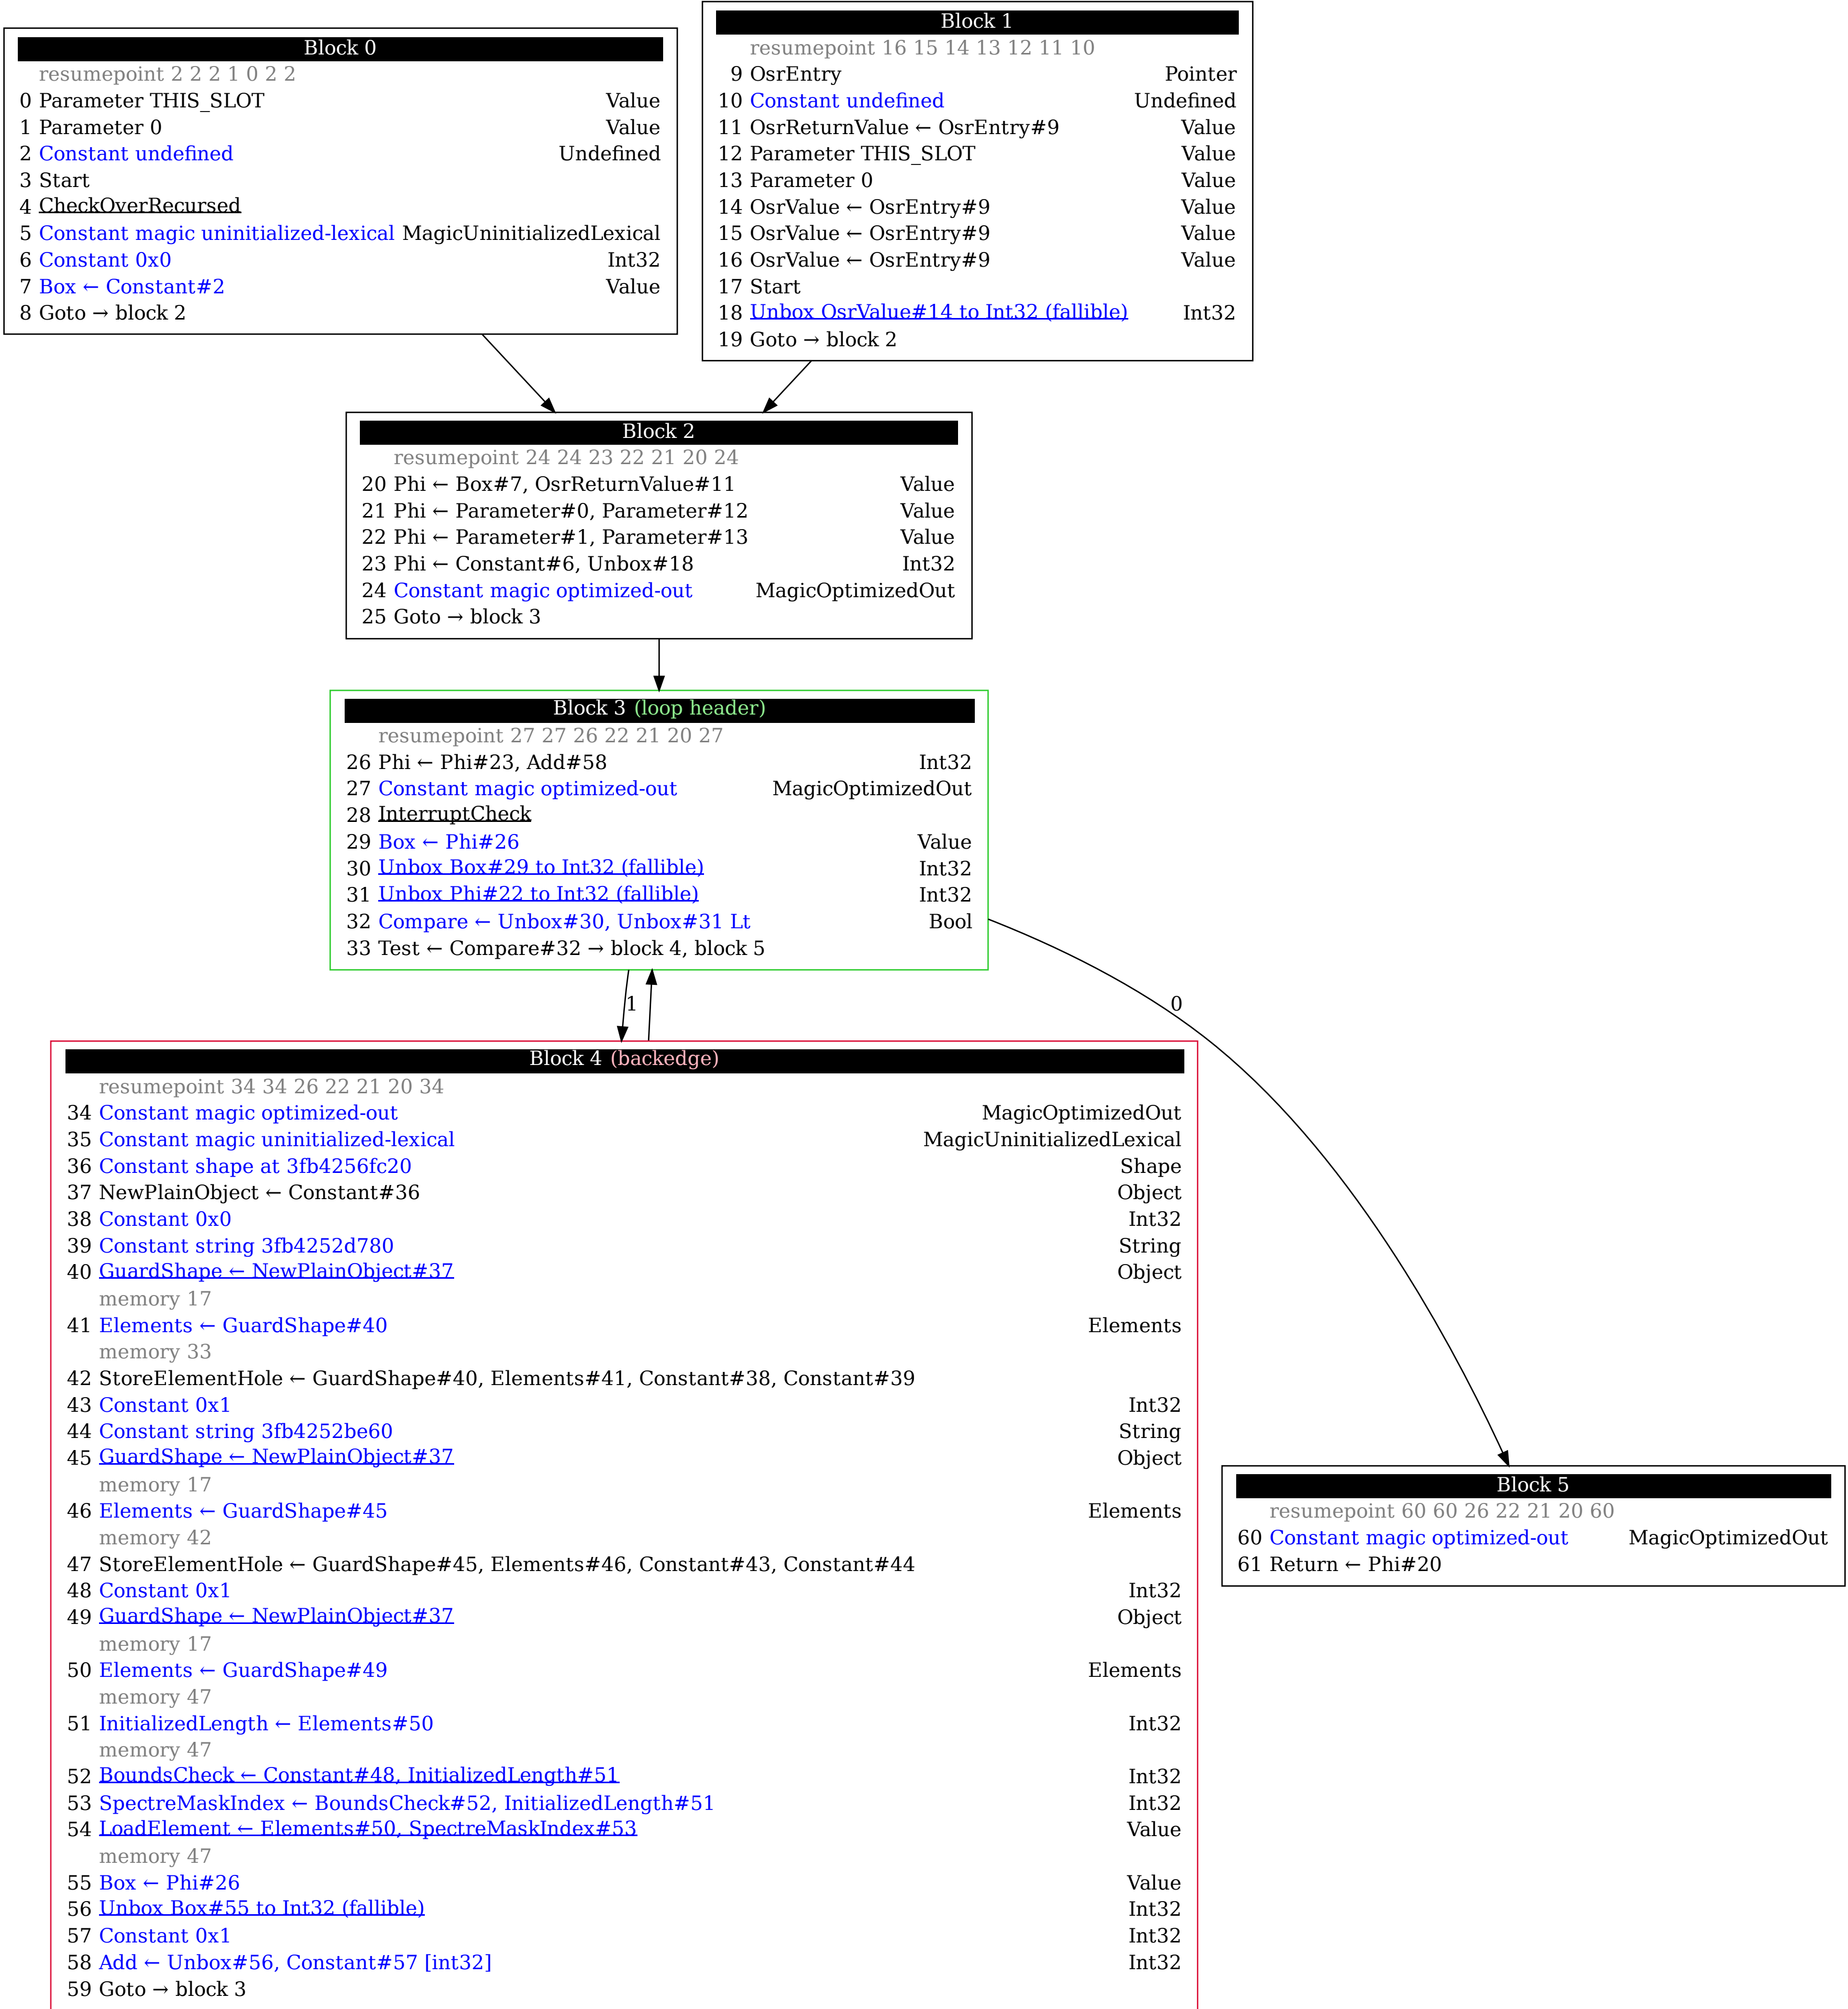 Block 0
resumepoint 2 2 2 1 0 2 2
0 Parameter THIS_SLOT Value
1 Parameter 0 Value
2 Constant undefined Undefined
3 Start
4 CheckOverRecursed
5 Constant magic uninitialized-lexical MagicUninitializedLexical
6 Constant 0x0 Int32
7 Box ← Constant#2 Value
8 Goto → block 2
Block 1
resumepoint 16 15 14 13 12 11 10
9 OsrEntry Pointer
10 Constant undefined Undefined
11 OsrReturnValue ← OsrEntry#9 Value
12 Parameter THIS_SLOT Value
13 Parameter 0 Value
14 OsrValue ← OsrEntry#9 Value
15 OsrValue ← OsrEntry#9 Value
16 OsrValue ← OsrEntry#9 Value
17 Start
18 Unbox OsrValue#14 to Int32 (fallible) Int32
19 Goto → block 2
Block 2
resumepoint 24 24 23 22 21 20 24
20 Phi ← Box#7, OsrReturnValue#11 Value
21 Phi ← Parameter#0, Parameter#12 Value
22 Phi ← Parameter#1, Parameter#13 Value
23 Phi ← Constant#6, Unbox#18 Int32
24 Constant magic optimized-out MagicOptimizedOut
25 Goto → block 3
Block 3 (loop header)
resumepoint 27 27 26 22 21 20 27
26 Phi ← Phi#23, Add#58 Int32
27 Constant magic optimized-out MagicOptimizedOut
28 InterruptCheck
29 Box ← Phi#26 Value
30 Unbox Box#29 to Int32 (fallible) Int32
31 Unbox Phi#22 to Int32 (fallible) Int32
32 Compare ← Unbox#30, Unbox#31 Lt Bool
33 Test ← Compare#32 → block 4, block 5
1
0
Block 4 (backedge)
resumepoint 34 34 26 22 21 20 34
34 Constant magic optimized-out MagicOptimizedOut
35 Constant magic uninitialized-lexical MagicUninitializedLexical
36 Constant shape at 3fb4256fc20 Shape
37 NewPlainObject ← Constant#36 Object
38 Constant 0x0 Int32
39 Constant string 3fb4252d780 String
40 GuardShape ← NewPlainObject#37 Object
memory 17
41 Elements ← GuardShape#40 Elements
memory 33
42 StoreElementHole ← GuardShape#40, Elements#41, Constant#38, Constant#39
43 Constant 0x1 Int32
44 Constant string 3fb4252be60 String
45 GuardShape ← NewPlainObject#37 Object
memory 17
46 Elements ← GuardShape#45 Elements
memory 42
47 StoreElementHole ← GuardShape#45, Elements#46, Constant#43, Constant#44
48 Constant 0x1 Int32
49 GuardShape ← NewPlainObject#37 Object
memory 17
50 Elements ← GuardShape#49 Elements
memory 47
51 InitializedLength ← Elements#50 Int32
memory 47
52 BoundsCheck ← Constant#48, InitializedLength#51 Int32
53 SpectreMaskIndex ← BoundsCheck#52, InitializedLength#51 Int32
54 LoadElement ← Elements#50, SpectreMaskIndex#53 Value
memory 47
55 Box ← Phi#26 Value
56 Unbox Box#55 to Int32 (fallible) Int32
57 Constant 0x1 Int32
58 Add ← Unbox#56, Constant#57 [int32] Int32
59 Goto → block 3
Block 5
resumepoint 60 60 26 22 21 20 60
60 Constant magic optimized-out MagicOptimizedOut
61 Return ← Phi#20